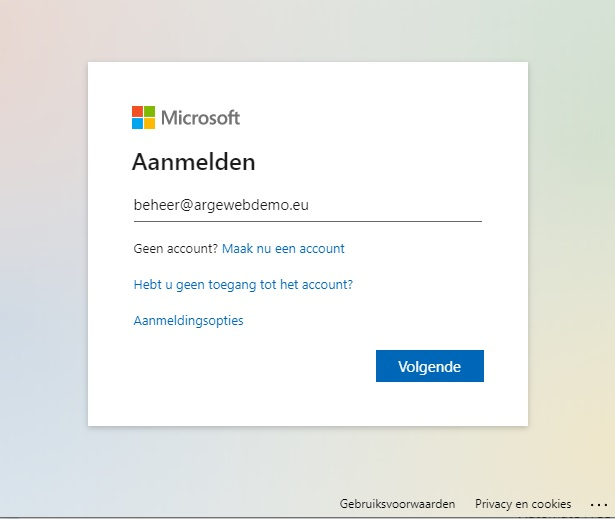 Microsoft
Aanmelden
beheer@argewebdemo.eu
Geen account? Maak nu een account
Hebt u geen toegang tot het account?
Aanmeldingsopties
Volgende
Gebruiksvoorwaarden Privacy en cookies ...